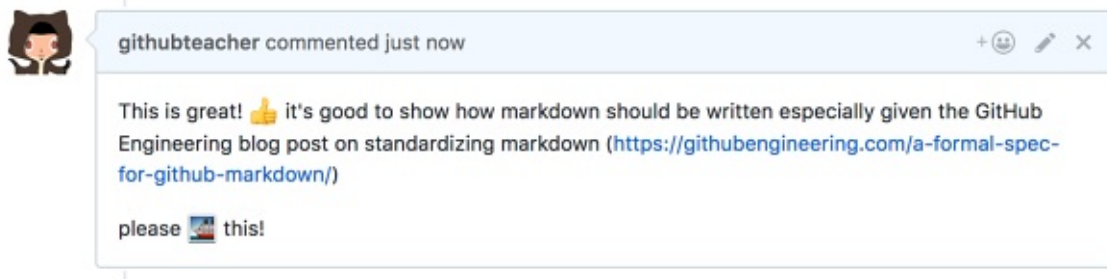 githubteacher commented just now
This is great! 👍 it's good to show how markdown should be written especially given the GitHub
Engineering blog post on standardizing markdown (https://githubengineering.com/a-formal-spec-
for-github-markdown/)
please 🚢 this!